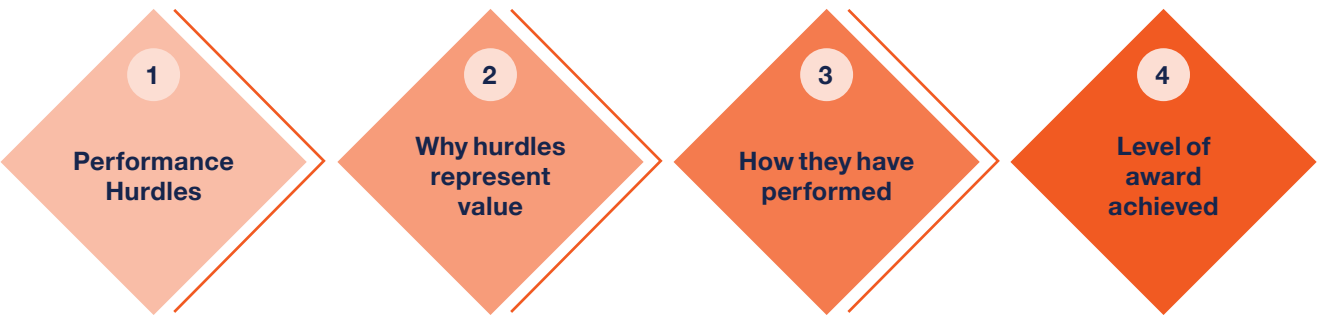 1
Performance
Hurdles
2
Why hurdles
represent
value
3
How they have
performed
4
Level of
award
achieved